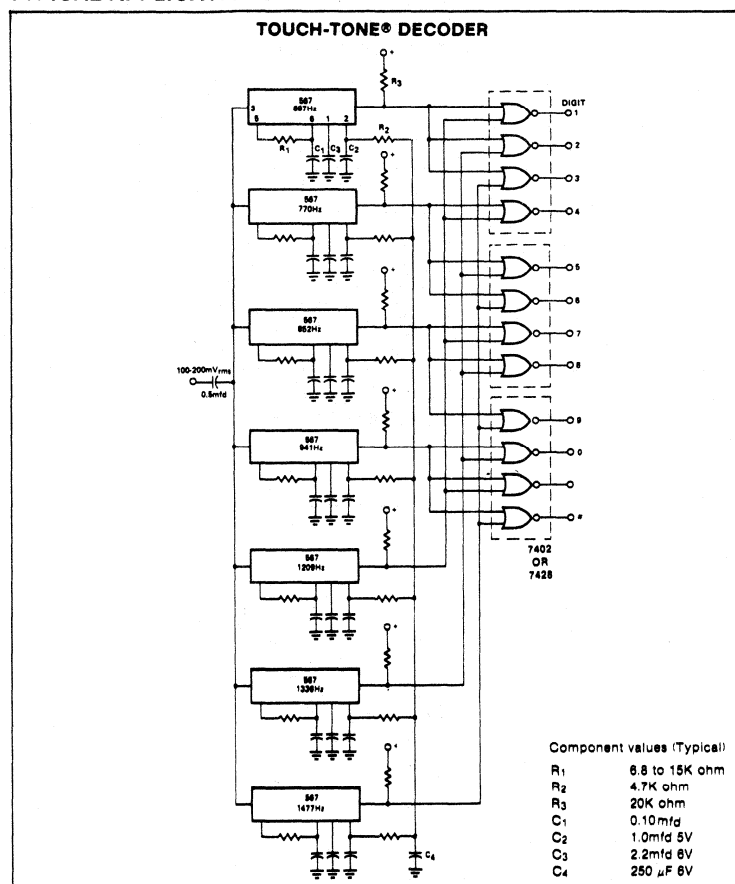 TOUCH-TONE® DECODER
+
R3
567
697Hz
3
5
6
1
2
R1
C1
C3
C2
R2
DIGIT
1
2
3
4
+
567
770Hz
+
5
6
7
8
567
852Hz
100-200mVrms
0.5mfd
+
9
0
#
567
941Hz
7402
OR
7428
+
567
1209Hz
+
567
1336Hz
+
567
1477Hz
C4
Component values (Typical)
R1 6.8 to 15K ohm
R2 4.7K ohm
R3 20K ohm
C1 0.10mfd
C2 1.0mfd 5V
C3 2.2mfd 6V
C4 250 µF 6V